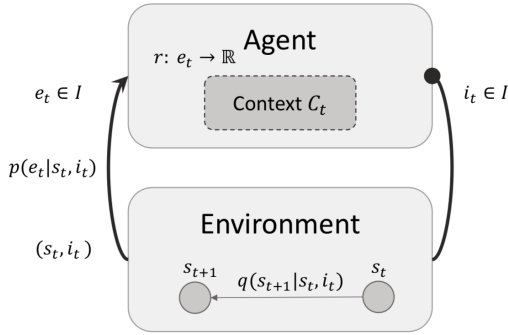 Agent
r: e_t → ℝ
Context C_t
e_t ∈ I
i_t ∈ I
p(e_t|s_t, i_t)
(s_t, i_t)
Environment
s_{t+1}
q(s_{t+1}|s_t, i_t)
s_t